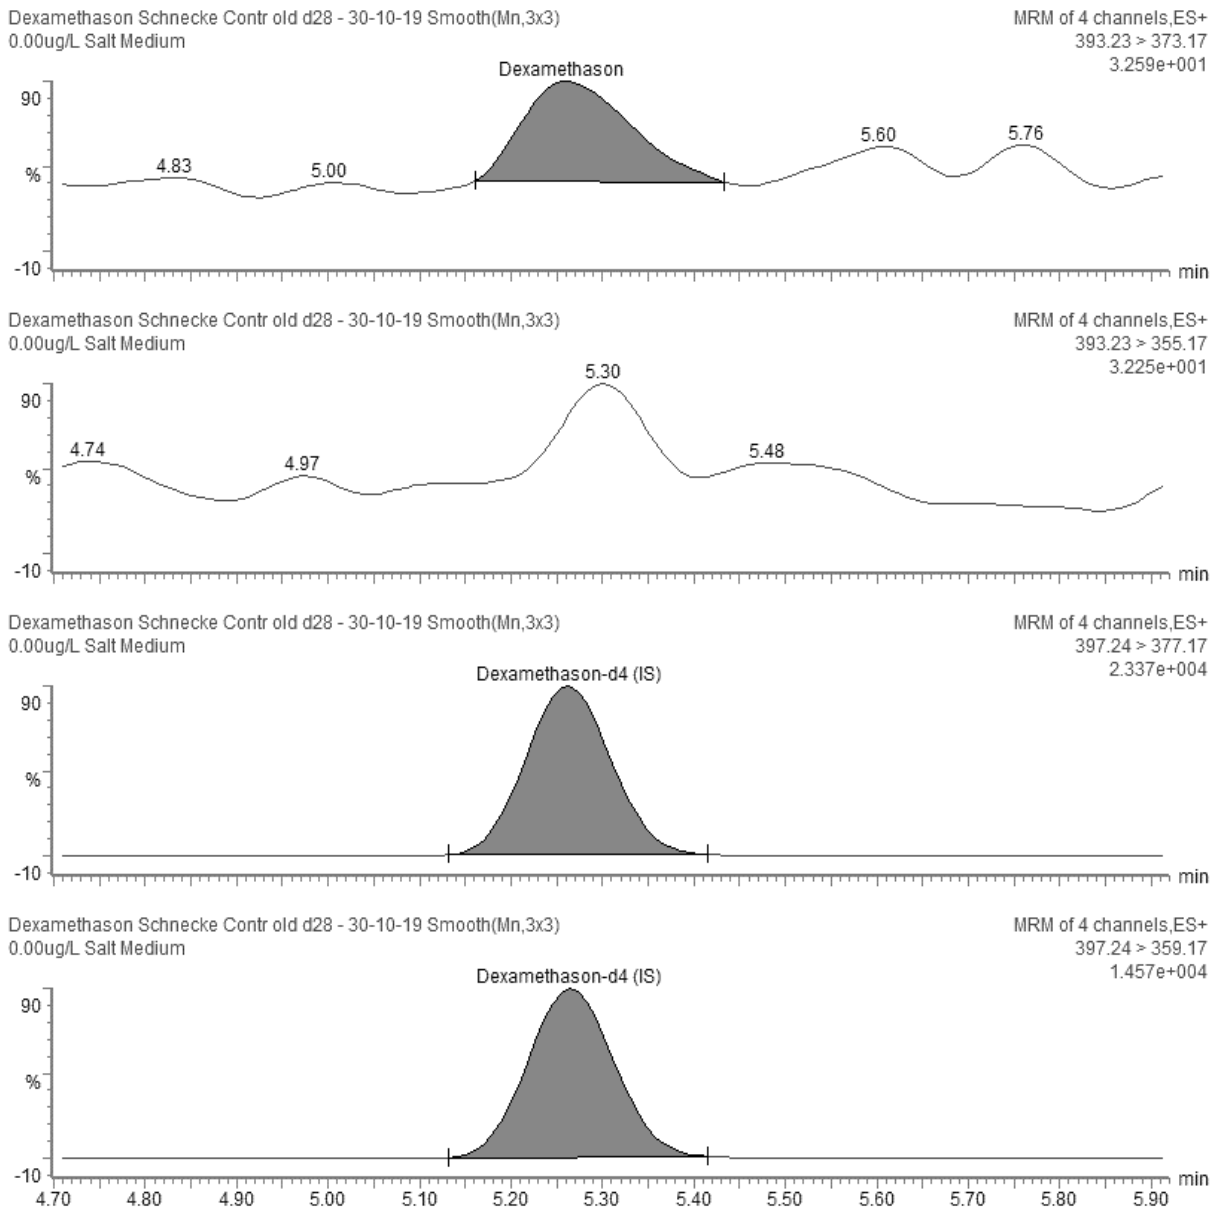 Dexamethason Schnecke Contr old d28 - 30-10-19 Smooth(Mn,3x3)
MRM of 4 channels,ES+
0.00ug/L Salt Medium
393.23 > 373.17
3.259e+001
Dexamethason
90
4.83
5.00
5.60
5.76
%
-10
min
Dexamethason Schnecke Contr old d28 - 30-10-19 Smooth(Mn,3x3)
MRM of 4 channels,ES+
0.00ug/L Salt Medium
393.23 > 355.17
3.225e+001
5.30
90
4.74
4.97
5.48
%
-10
min
Dexamethason Schnecke Contr old d28 - 30-10-19 Smooth(Mn,3x3)
MRM of 4 channels,ES+
0.00ug/L Salt Medium
397.24 > 377.17
2.337e+004
Dexamethason-d4 (IS)
90
%
-10
min
Dexamethason Schnecke Contr old d28 - 30-10-19 Smooth(Mn,3x3)
MRM of 4 channels,ES+
0.00ug/L Salt Medium
397.24 > 359.17
1.457e+004
Dexamethason-d4 (IS)
90
%
-10
min
4.70 4.80 4.90 5.00 5.10 5.20 5.30 5.40 5.50 5.60 5.70 5.80 5.90